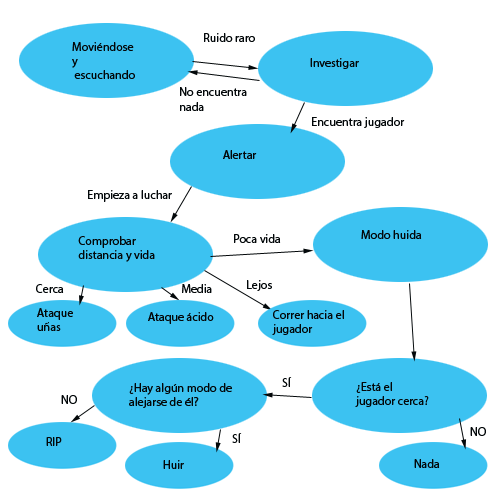 Ruido raro
Moviéndose
y
escuchando
Investigar
No encuentra
nada
Encuentra jugador
Alertar
Empieza a luchar
Comprobar
distancia y vida
Poca vida
Modo huida
Cerca
Media
Lejos
Ataque
uñas
Ataque ácido
Correr hacia el
jugador
¿Hay algún modo de
alejarse de él?
SÍ
¿Está el
jugador cerca?
NO
RIP
SÍ
Huir
NO
Nada